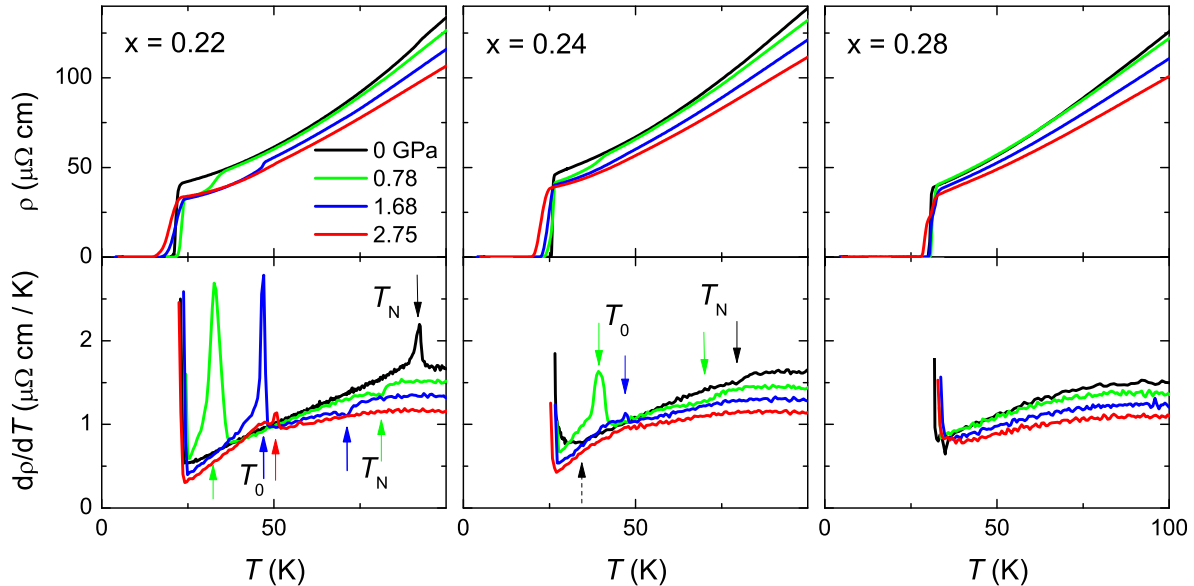 x = 0.22
x = 0.24
x = 0.28
ρ (μΩ cm)
100
50
0
0 GPa
0.78
1.68
2.75
dρ/dT (μΩ cm / K)
2
1
0
T_N
T_0
T_N
T_0
T_N
0
50
0
50
0
50
100
T (K)
T (K)
T (K)